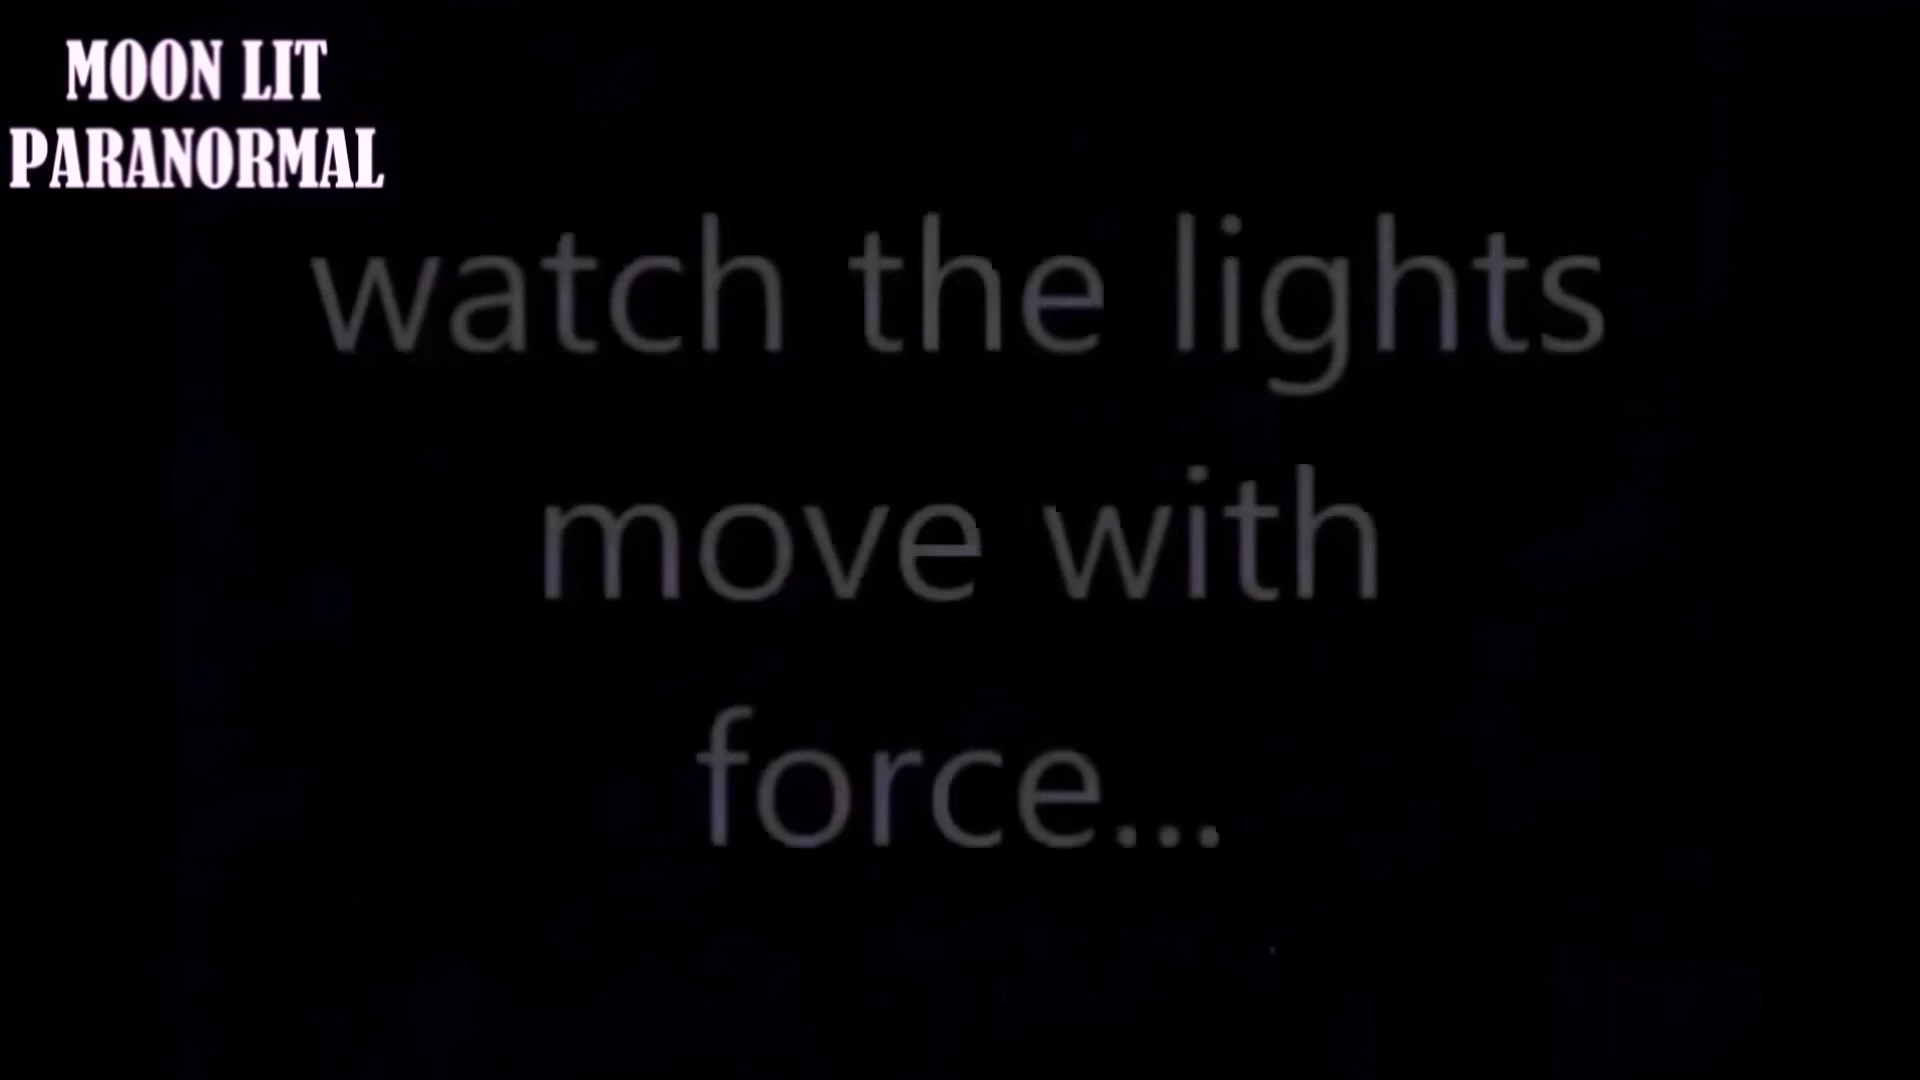 MOON LIT
PARANORMAL
watch the lights
move with
force...